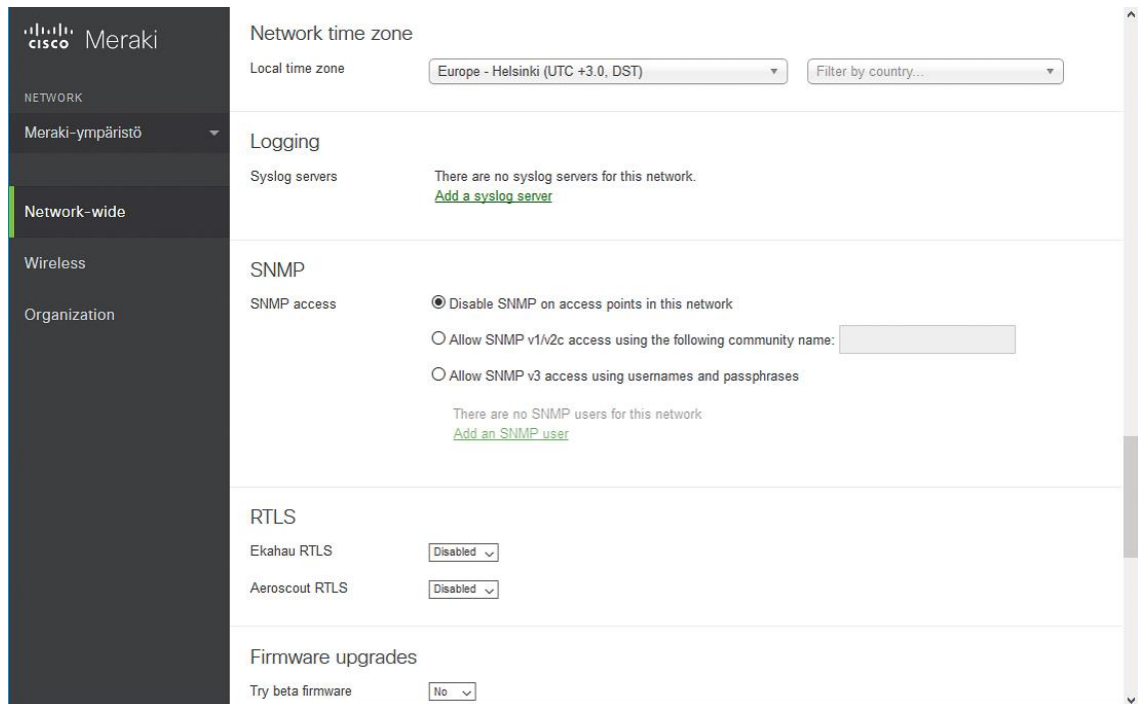 cisco Meraki
NETWORK
Meraki-ympäristö
Network-wide
Wireless
Organization
Network time zone
Local time zone Europe - Helsinki (UTC +3.0, DST) Filter by country...
Logging
Syslog servers There are no syslog servers for this network.
Add a syslog server
SNMP
SNMP access Disable SNMP on access points in this network
Allow SNMP v1/v2c access using the following community name:
Allow SNMP v3 access using usernames and passphrases
There are no SNMP users for this network
Add an SNMP user
RTLS
Ekahau RTLS Disabled
Aeroscout RTLS Disabled
Firmware upgrades
Try beta firmware No